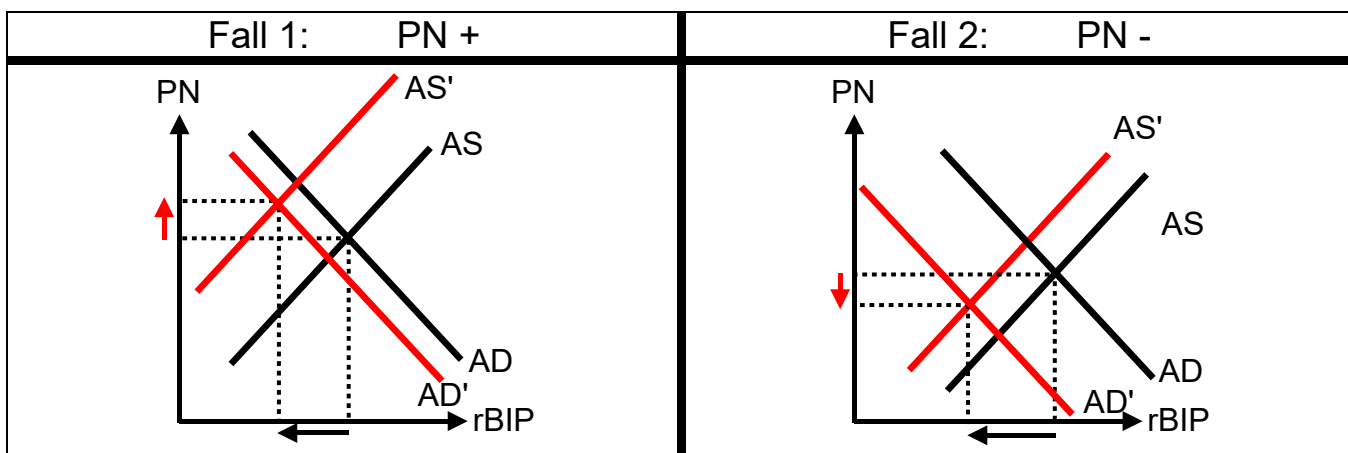 Fall 1: PN +
PN
AS'
AS
AD
AD'
rBIP
Fall 2: PN -
PN
AS'
AS
AD
AD'
rBIP